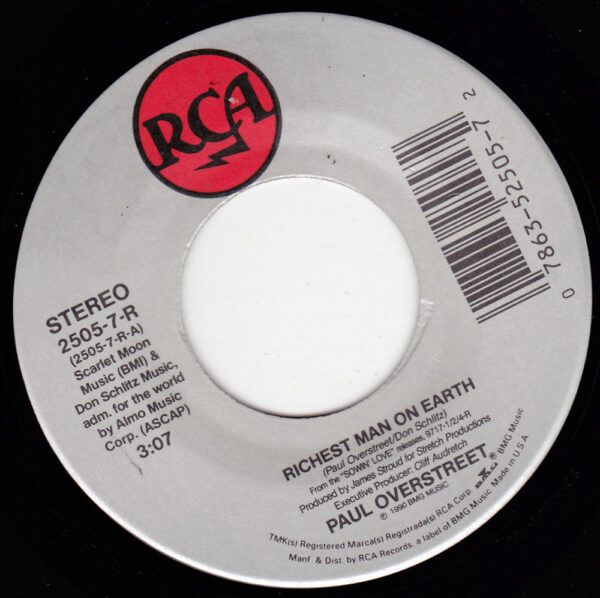 RCA
0 7863-52505-7 2
STEREO
2505-7-R
(2505-7-R-A)
Scarlet Moon
Music (BMI) &
Don Schlitz Music,
adm. for the world
by Almo Music
Corp. (ASCAP)
3:07
RICHEST MAN ON EARTH
(Paul Overstreet/Don Schlitz)
From the "SOWIN' LOVE" releases, 9717-1/2/4-R
Produced by James Stroud for Stretch Productions
Executive Producer: Cliff Audretch
PAUL OVERSTREET
℗ 1990 BMG MUSIC
TMK(s) Registered Marca(s) Registrada(s) RCA Corp. BMG ® BMG Music
Manf. & Dist. by RCA Records, a label of BMG Music Made in U.S.A